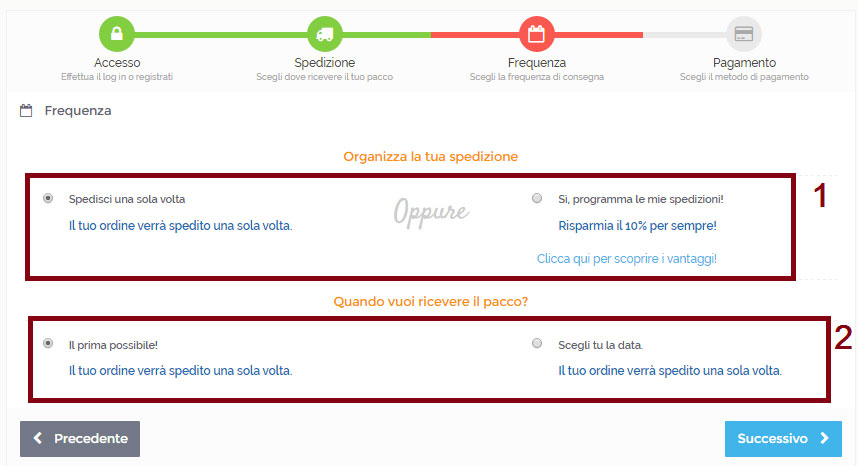 Accesso
Effettua il log in o registrati
Spedizione
Scegli dove ricevere il tuo pacco
Frequenza
Scegli la frequenza di consegna
Pagamento
Scegli il metodo di pagamento
Frequenza
Organizza la tua spedizione
1
Spedisci una sola volta
Il tuo ordine verrà spedito una sola volta.
Oppure
Sì, programma le mie spedizioni!
Risparmia il 10% per sempre!
Clicca qui per scoprire i vantaggi!
Quando vuoi ricevere il pacco?
2
Il prima possibile!
Il tuo ordine verrà spedito una sola volta.
Scegli tu la data.
Il tuo ordine verrà spedito una sola volta.
Precedente
Successivo